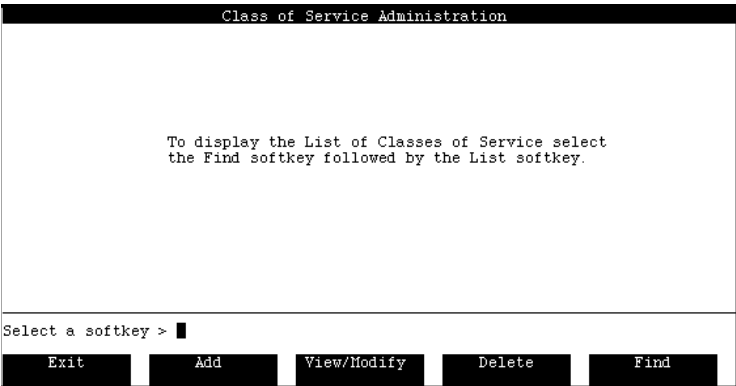 Class of Service Administration
To display the List of Classes of Service select
the Find softkey followed by the List softkey.
Select a softkey >
Exit Add View/Modify Delete Find